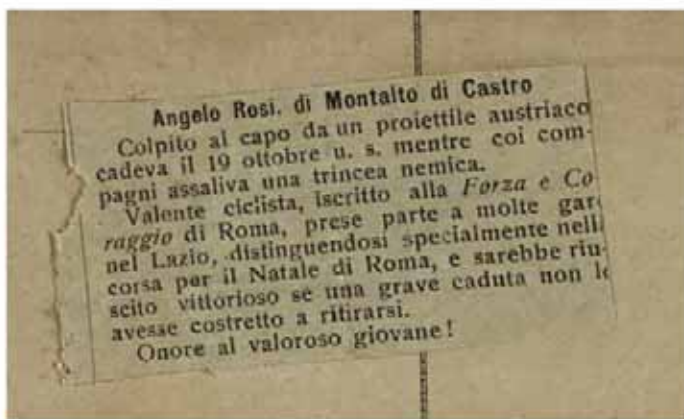 Angelo Rosi. di Montalto di Castro
Colpito al capo da un proiettile austriaco
cadeva il 19 ottobre u. s. mentre coi com-
pagni assaliva una trincea nemica.
Valente ciclista, iscritto alla Forza e Co
raggio di Roma, prese parte a molte gar
nel Lazio, distinguendosi specialmente nell
corsa per il Natale di Roma, e sarebbe riu-
scito vittorioso se una grave caduta non l
avesse costretto a ritirarsi.
Onore al valoroso giovane!